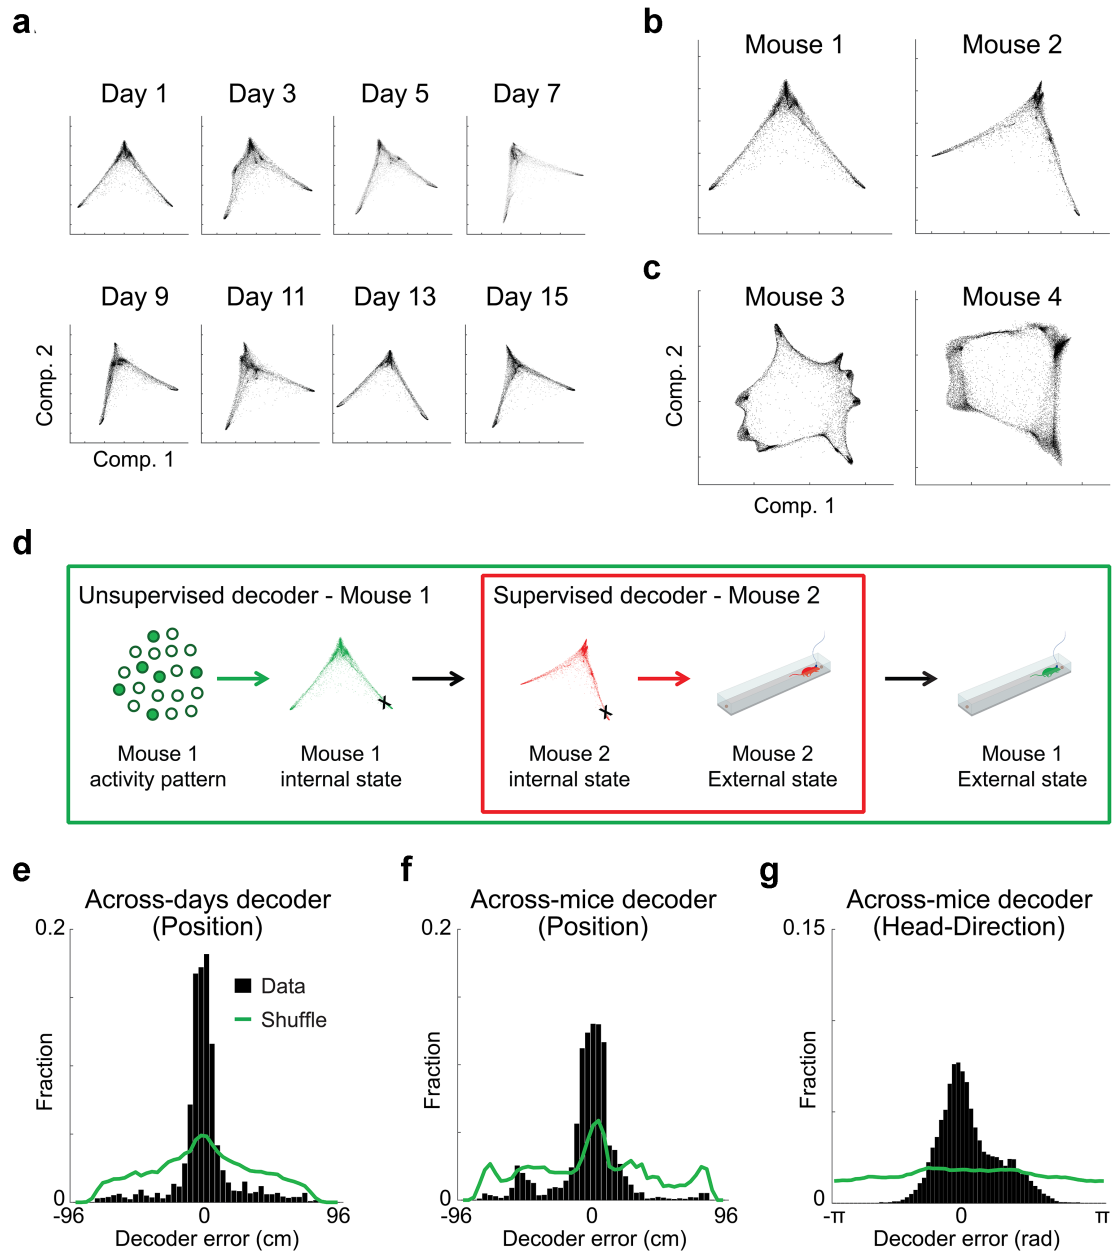 a
b
Mouse 1
Mouse 2
Day 1
Day 3
Day 5
Day 7
c
Mouse 3
Mouse 4
Day 9
Day 11
Day 13
Day 15
Comp. 2
Comp. 1
Comp. 2
Comp. 1
d
Unsupervised decoder - Mouse 1
Supervised decoder - Mouse 2
x
x
Mouse 1
activity pattern
Mouse 1
internal state
Mouse 2
internal state
Mouse 2
External state
Mouse 1
External state
e
Across-days decoder
(Position)
0.2
Data
Shuffle
Fraction
0
-96
0
96
Decoder error (cm)
f
Across-mice decoder
(Position)
0.2
Fraction
0
-96
0
96
Decoder error (cm)
g
Across-mice decoder
(Head-Direction)
0.15
Fraction
0
-π
0
π
Decoder error (rad)